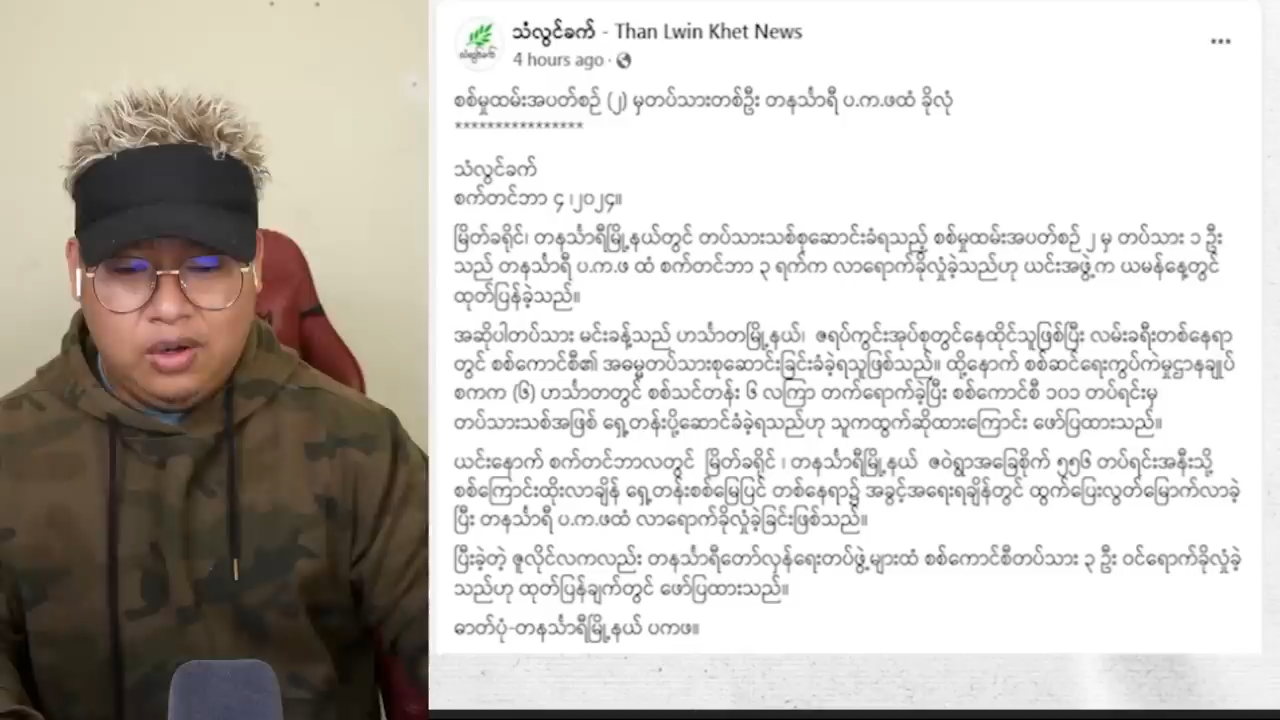 သံလွင်ခက် - Than Lwin Khet News
4 hours ago ·
သံလွင်ခက်
စစ်မှုထမ်းအပတ်စဉ် (၂) မှတပ်သားတစ်ဦး တနင်္သာရီ ပ.က.ဖထံ ခိုလုံ
****************
သံလွင်ခက်
စက်တင်ဘာ ၄ ၊၂၀၂၄။
မြိတ်ခရိုင်၊ တနင်္သာရီမြို့နယ်တွင် တပ်သားသစ်စုဆောင်းခံရသည့် စစ်မှုထမ်းအပတ်စဉ် ၂ မှ တပ်သား ၁ ဦး
သည် တနင်္သာရီ ပ.က.ဖ ထံ စက်တင်ဘာ ၃ ရက်က လာရောက်ခိုလှုံခဲ့သည်ဟု ယင်းအဖွဲ့က ယမန်နေ့တွင်
ထုတ်ပြန်ခဲ့သည်။
အဆိုပါတပ်သား မင်းခန့်သည် ဟင်္သာတမြို့နယ်၊ ဇရပ်ကွင်းအုပ်စုတွင်နေထိုင်သူဖြစ်ပြီး လမ်းခရီးတစ်နေရာ
တွင် စစ်ကောင်စီ၏ အဓမ္မတပ်သားစုဆောင်းခြင်းခံခဲ့ရသူဖြစ်သည်။ ထို့နောက် စစ်ဆင်ရေးကွပ်ကဲမှုဌာနချုပ်
စကက (၆) ဟင်္သာတတွင် စစ်သင်တန်း ၆ လကြာ တက်ရောက်ခဲ့ပြီး စစ်ကောင်စီ ၁၀၁ တပ်ရင်းမှ
တပ်သားသစ်အဖြစ် ရှေ့တန်းပို့ဆောင်ခံခဲ့ရသည်ဟု သူကထွက်ဆိုထားကြောင်း ဖော်ပြထားသည်။
ယင်းနောက် စက်တင်ဘာလတွင် မြိတ်ခရိုင် ၊ တနင်္သာရီမြို့နယ် ဇဝဲရွာအခြေစိုက် ၅၅၆ တပ်ရင်းအနီးသို့
စစ်ကြောင်းထိုးလာချိန် ရှေ့တန်းစစ်မြေပြင် တစ်နေရာ၌ အခွင့်အရေးရချိန်တွင် ထွက်ပြေးလွတ်မြောက်လာခဲ့
ပြီး တနင်္သာရီ ပ.က.ဖထံ လာရောက်ခိုလှုံခဲ့ခြင်းဖြစ်သည်။
ပြီးခဲ့တဲ့ ဇူလိုင်လကလည်း တနင်္သာရီတော်လှန်ရေးတပ်ဖွဲ့များထံ စစ်ကောင်စီတပ်သား ၃ ဦး ဝင်ရောက်ခိုလှုံခဲ့
သည်ဟု ထုတ်ပြန်ချက်တွင် ဖော်ပြထားသည်။
ဓာတ်ပုံ-တနင်္သာရီမြို့နယ် ပကဖ။